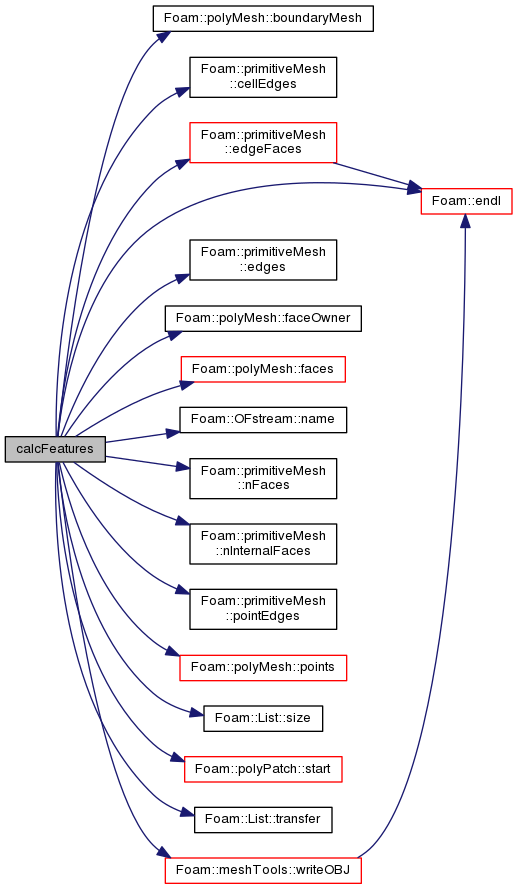 Foam::polyMesh::boundaryMesh
Foam::primitiveMesh
::cellEdges
Foam::primitiveMesh
::edgeFaces
Foam::endl
Foam::primitiveMesh
::edges
Foam::polyMesh::faceOwner
Foam::polyMesh::faces
Foam::OFstream::name
calcFeatures
Foam::primitiveMesh
::nFaces
Foam::primitiveMesh
::nInternalFaces
Foam::primitiveMesh
::pointEdges
Foam::polyMesh::points
Foam::List::size
Foam::polyPatch::start
Foam::List::transfer
Foam::meshTools::writeOBJ